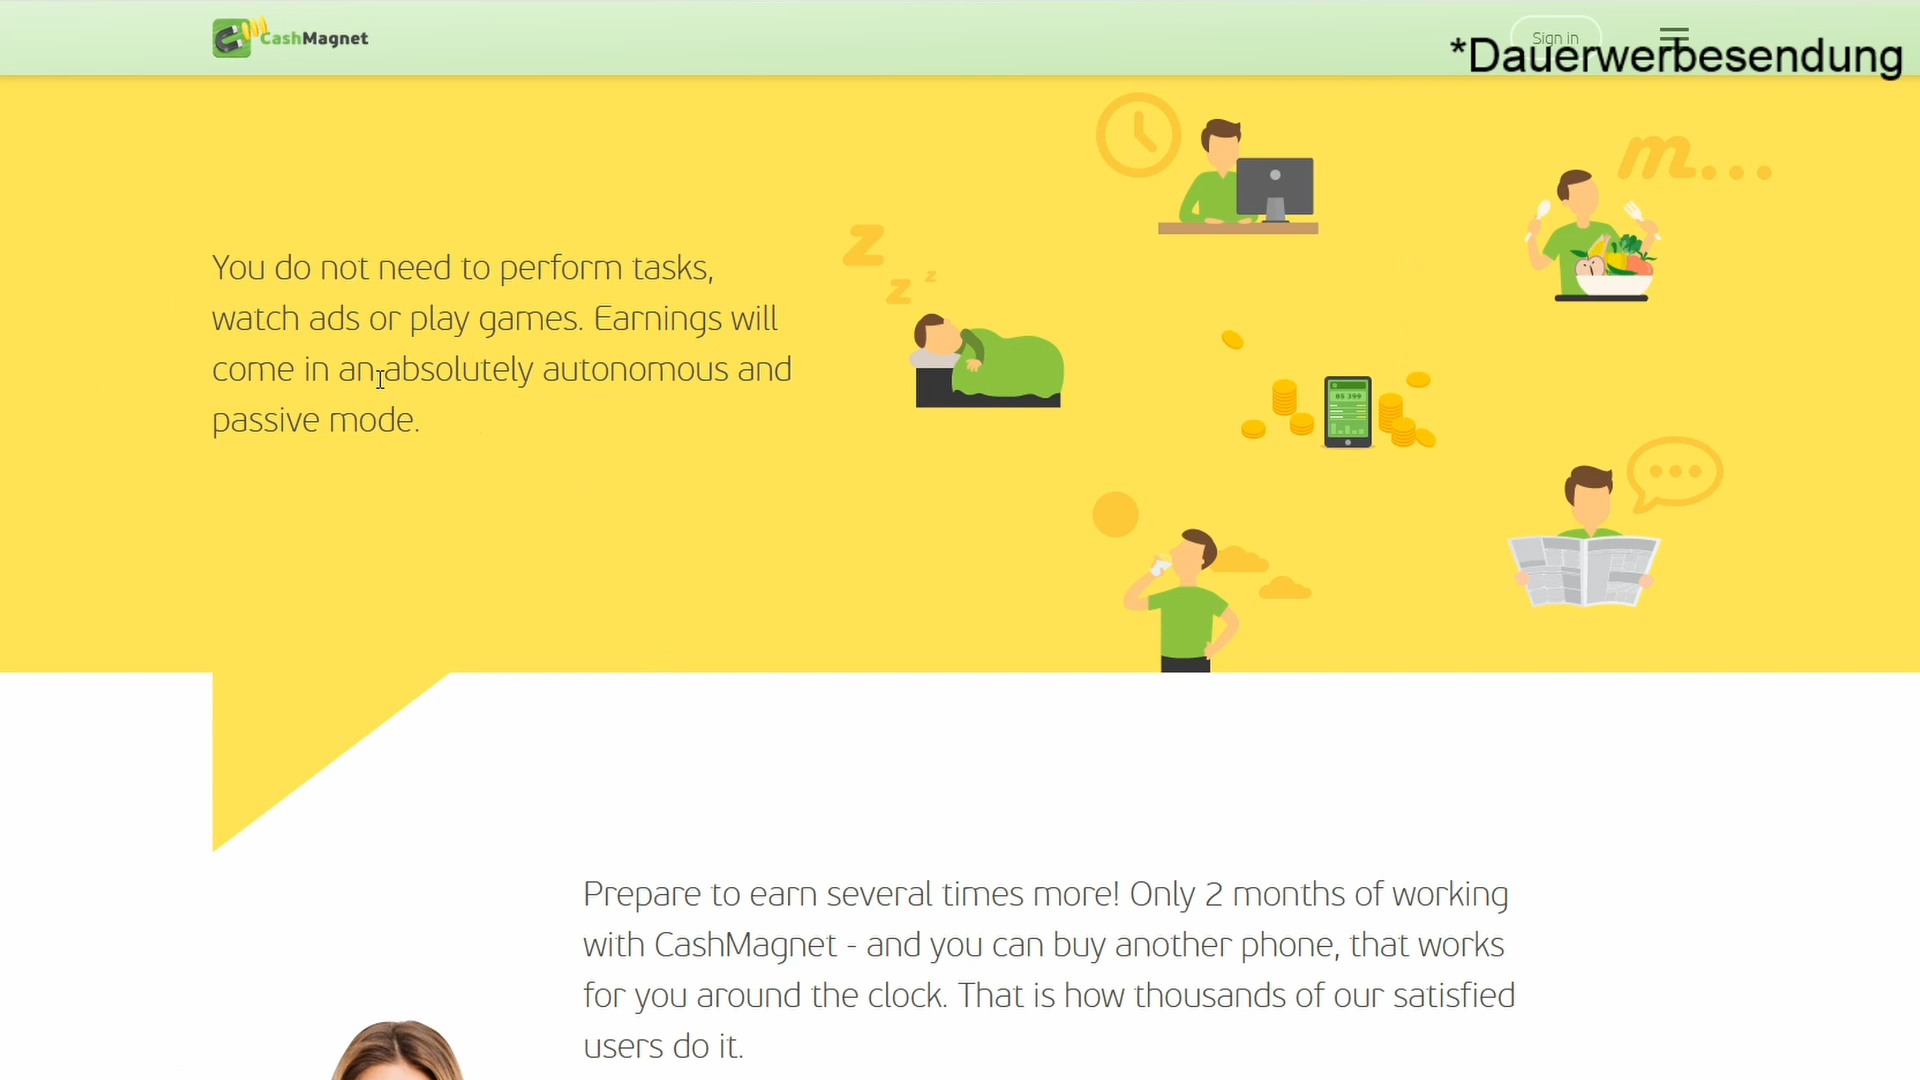 CashMagnet
Sign in
*Dauerwerbesendung
m...
z
z
z
You do not need to perform tasks,
watch ads or play games. Earnings will
come in an absolutely autonomous and
passive mode.
85 399
Prepare to earn several times more! Only 2 months of working
with CashMagnet - and you can buy another phone, that works
for you around the clock. That is how thousands of our satisfied
users do it.